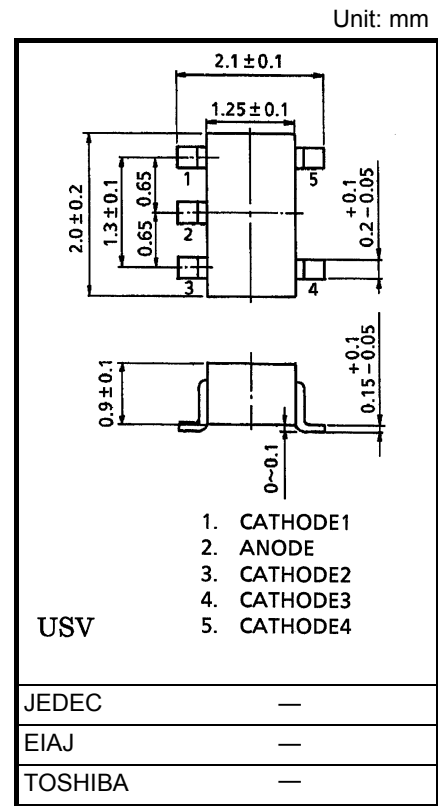 Unit: mm
2.1±0.1
1.25±0.1
2.0±0.2
1.3±0.1
0.65
0.65
1
2
3
5
4
+0.1
0.2-0.05
0.9±0.1
+0.1
0.15-0.05
0~0.1
1. CATHODE1
2. ANODE
3. CATHODE2
4. CATHODE3
5. CATHODE4
USV
JEDEC —
EIAJ —
TOSHIBA —